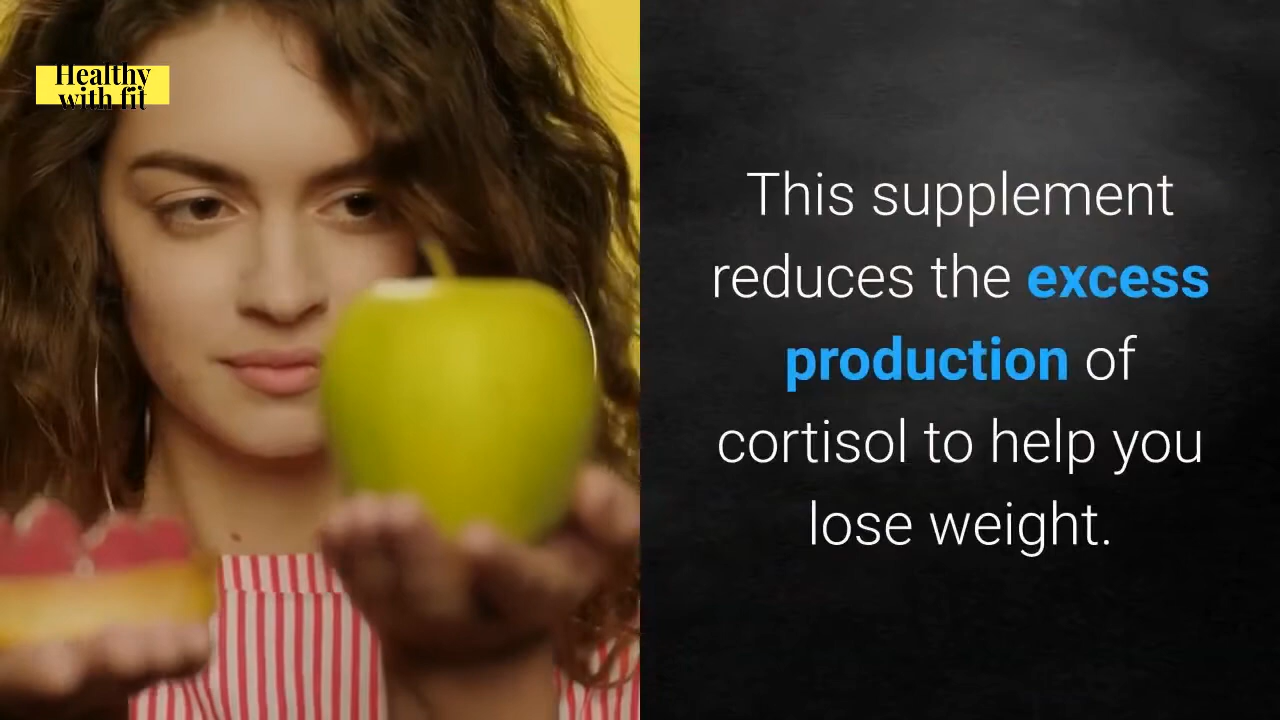 Healthy
with fit
This supplement
reduces the excess
production of
cortisol to help you
lose weight.